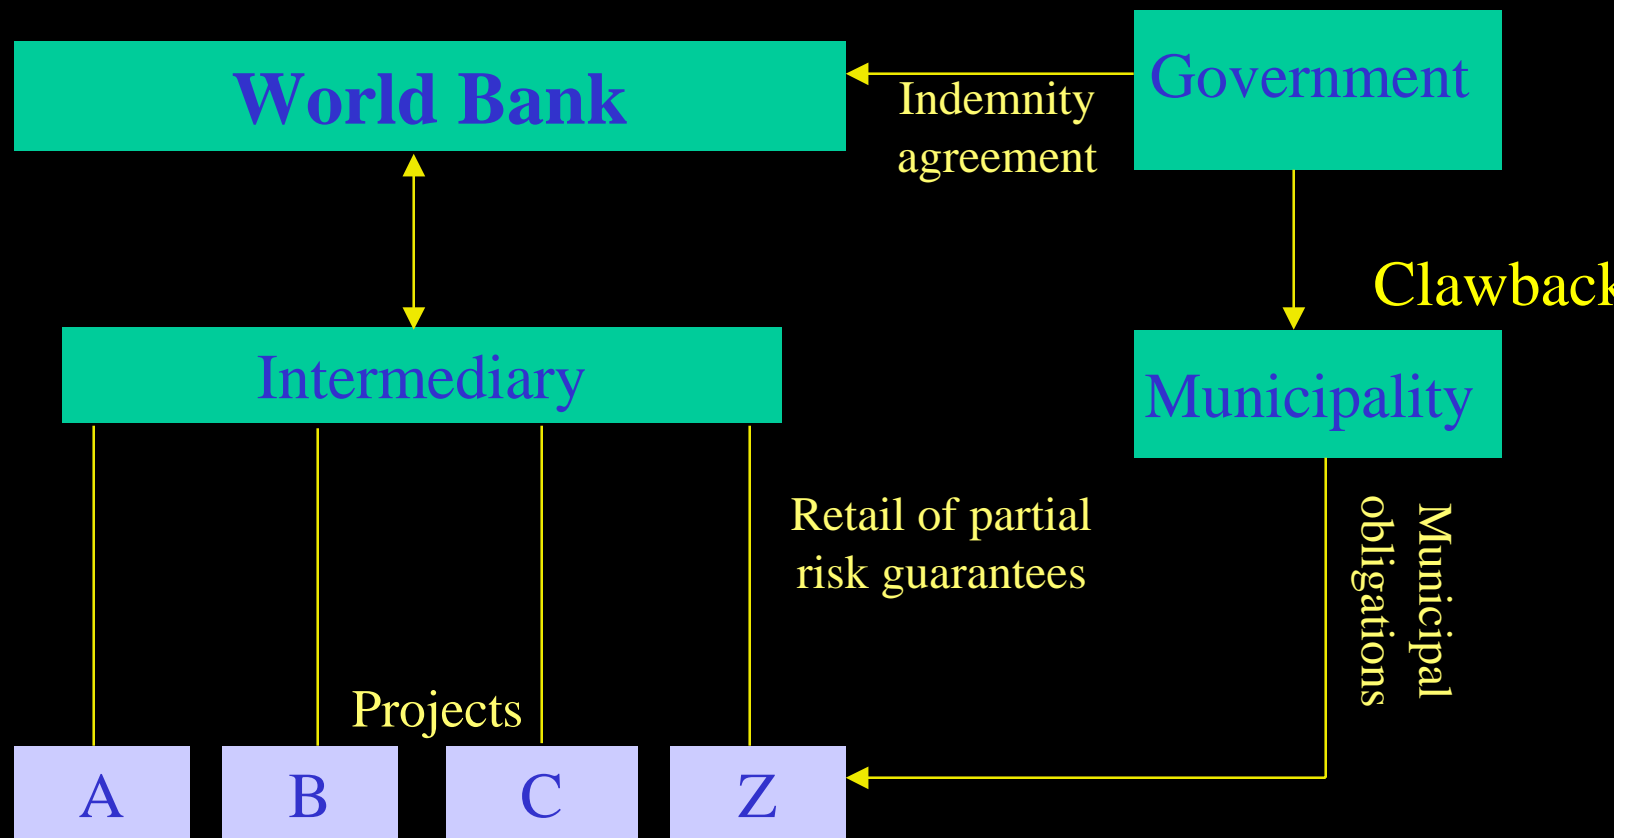 World Bank
Government
Indemnity
agreement
Clawback
Intermediary
Municipality
Retail of partial
risk guarantees
Municipal
obligations
Projects
A
B
C
Z